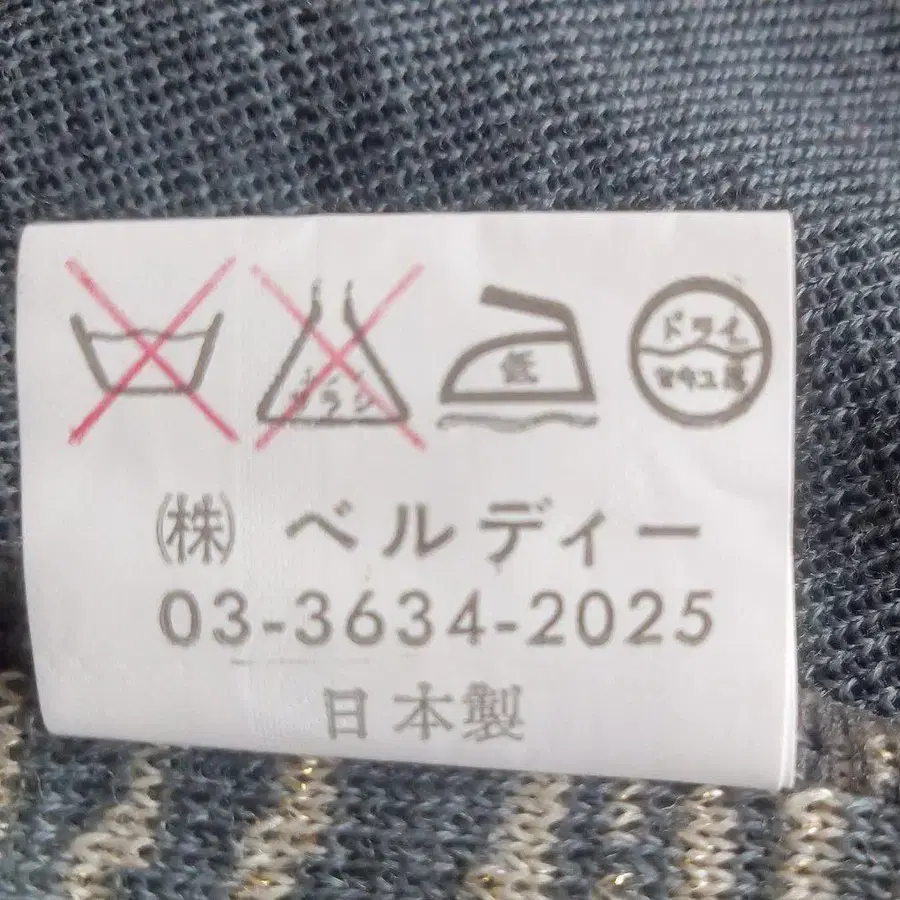 エンソ
サラシ
低
ドライ
セキユ系
(株) ベルディー
03-3634-2025
日本製